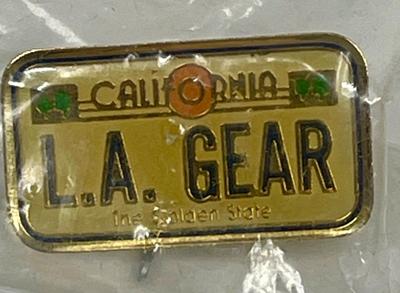 CALIFORNIA
L.A. GEAR
The Golden State